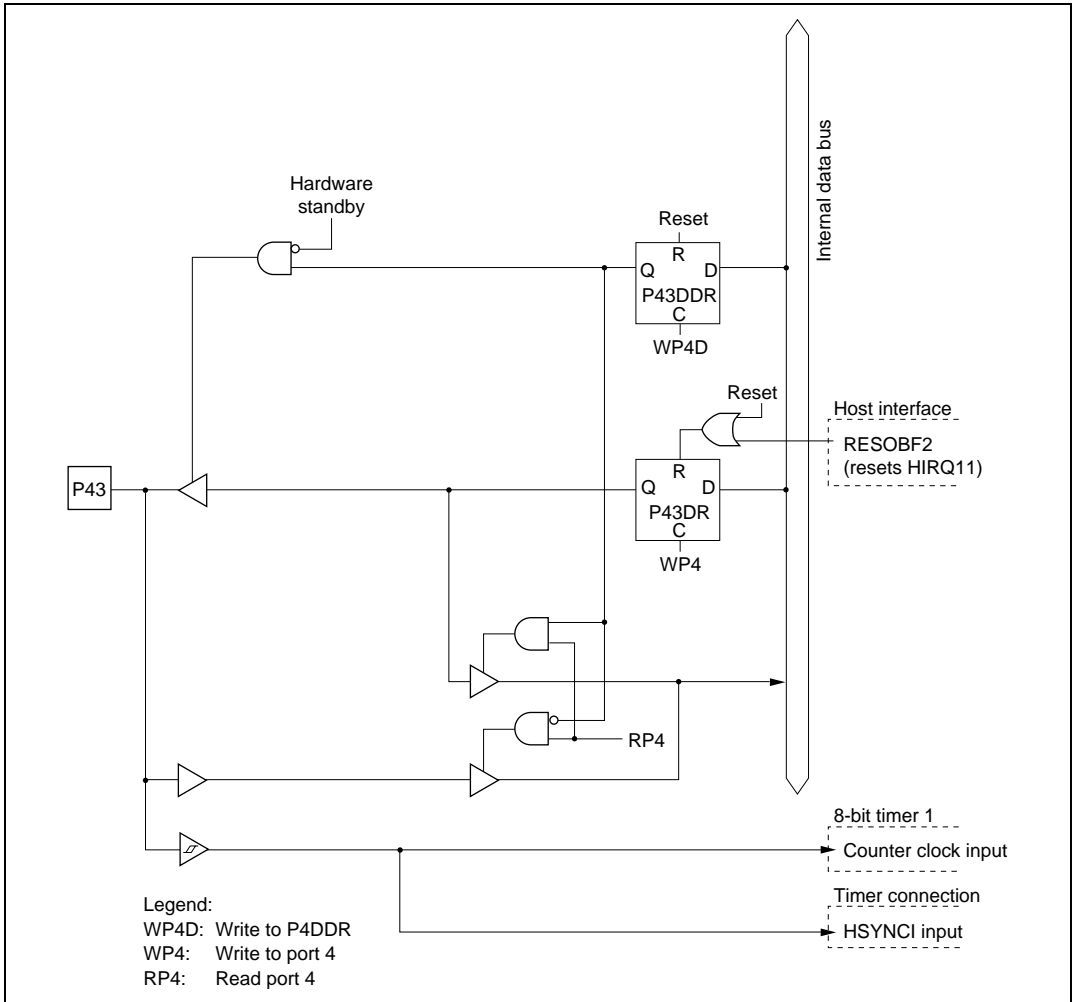 Internal data bus
Hardware
standby
Reset
R
Q
D
P43DDR
C
WP4D
Reset
Host interface
RESOBF2
(resets HIRQ11)
P43
R
Q
D
P43DR
C
WP4
RP4
8-bit timer 1
Counter clock input
Timer connection
HSYNCI input
Legend:
WP4D: Write to P4DDR
WP4: Write to port 4
RP4: Read port 4